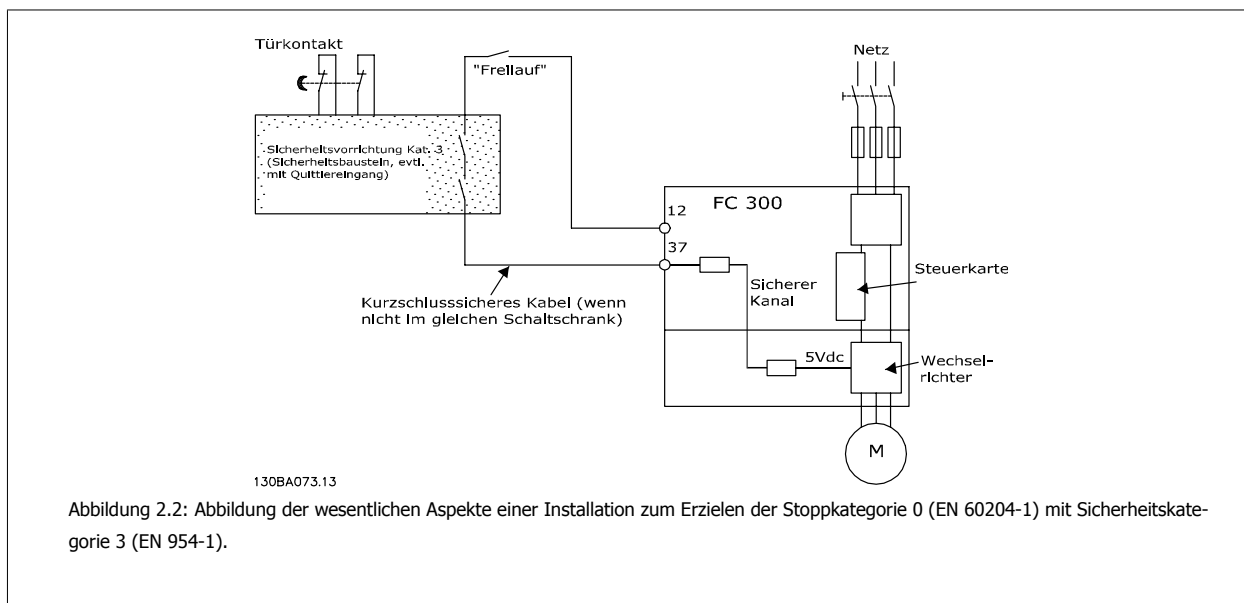 Türkontakt
"Freilauf"
Netz
Sicherheitsvorrichtung Kat. 3
(Sicherheitsbaustein, evtl.
mit Quittiereingang)
12
FC 300
37
Sicherer
Kanal
Steuerkarte
Kurzschlusssicheres Kabel (wenn
nicht im gleichen Schaltschrank)
5Vdc
Wechsel-
richter
M
130BA073.13
Abbildung 2.2: Abbildung der wesentlichen Aspekte einer Installation zum Erzielen der Stoppkategorie 0 (EN 60204-1) mit Sicherheitskate-
gorie 3 (EN 954-1).